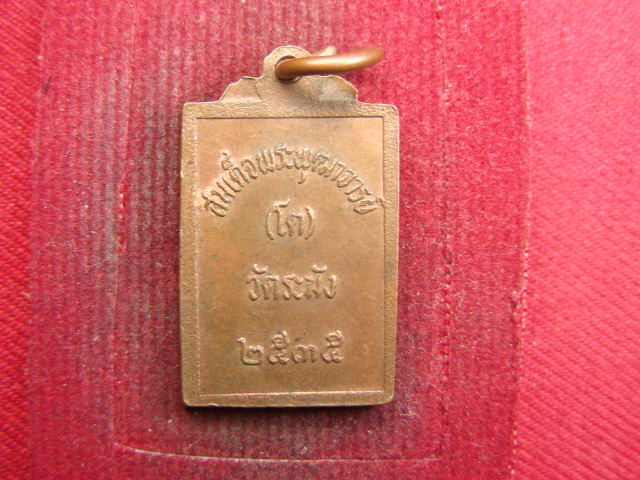 สมเด็จพระพุฒาจารย์
(โต)
วัดระฆัง
๒๕๓๕